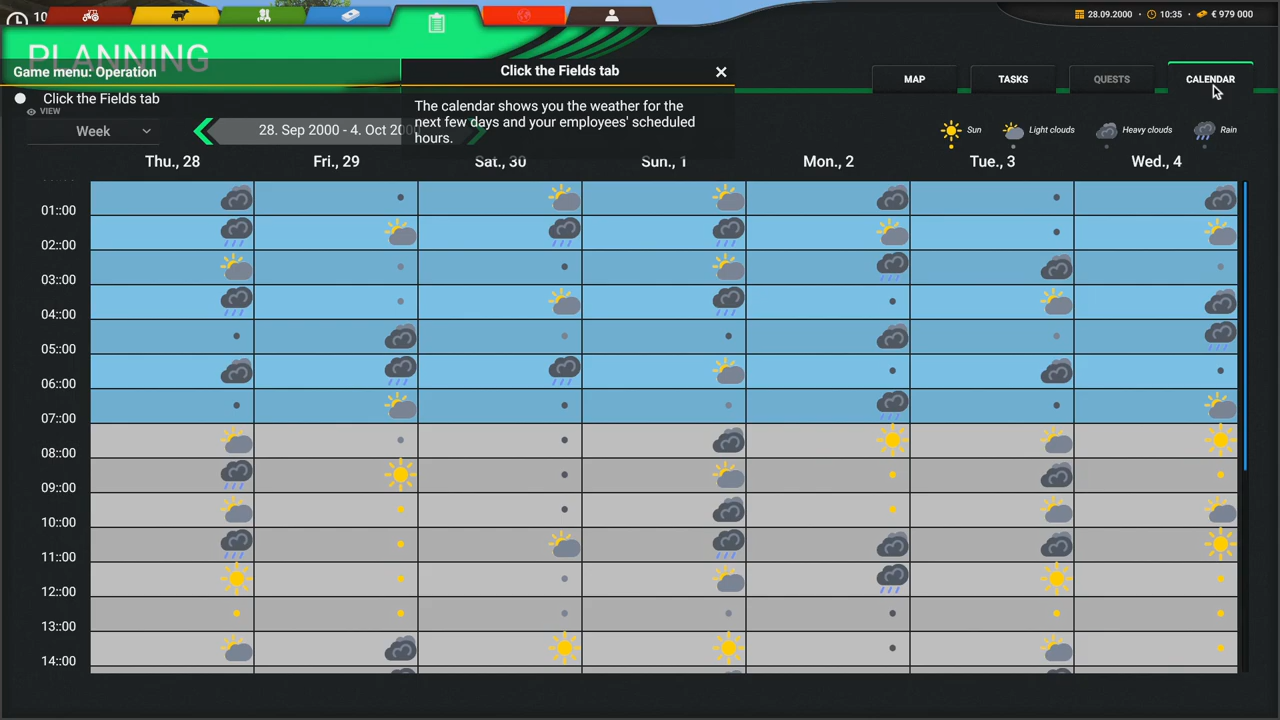 10
28.09.2000 • 10:35 • € 979 000
PLANNING
Game menu: Operation
Click the Fields tab
Click the Fields tab
The calendar shows you the weather for the
next few days and your employees' scheduled
hours.
MAP
TASKS
QUESTS
CALENDAR
VIEW
Week
28. Sep 2000 - 4. Oct 2000
Sun
Light clouds
Heavy clouds
Rain
Thu., 28
Fri., 29
Sat., 30
Sun., 1
Mon., 2
Tue., 3
Wed., 4
01::00
02::00
03::00
04::00
05::00
06::00
07::00
08::00
09::00
10::00
11::00
12::00
13::00
14::00